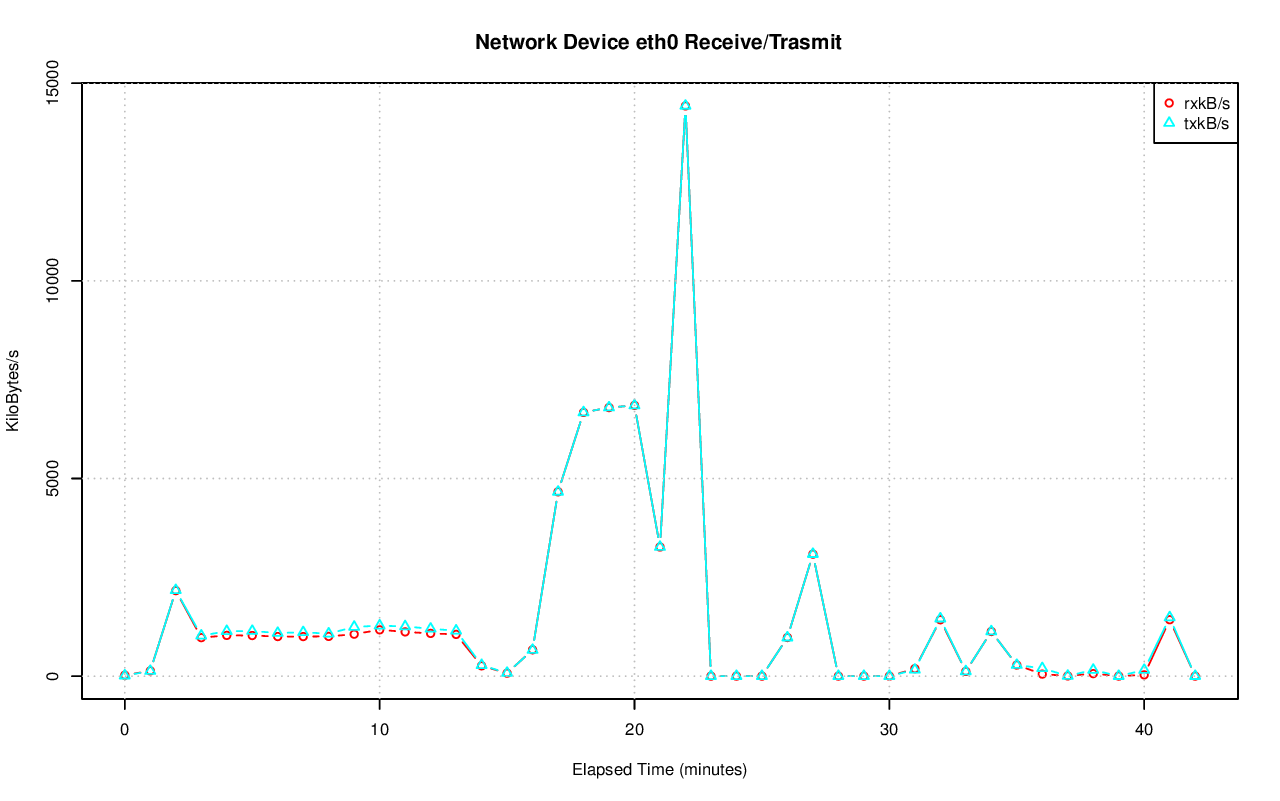 Network Device eth0 Receive/Trasmit
rxkB/s
txkB/s
KiloBytes/s
15000
10000
5000
0
0 10 20 30 40
Elapsed Time (minutes)